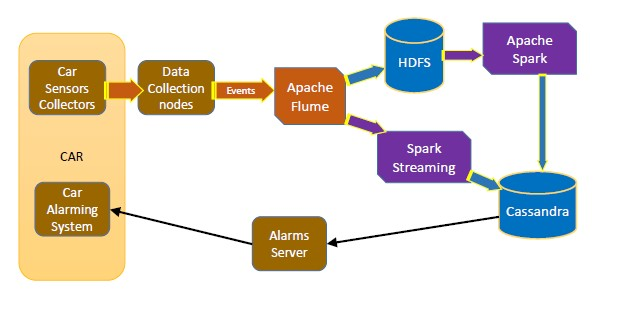 Car
Sensors
Collectors
Data
Collection
nodes
Events
Apache
Flume
HDFS
Apache
Spark
Spark
Streaming
CAR
Car
Alarming
System
Alarms
Server
Cassandra